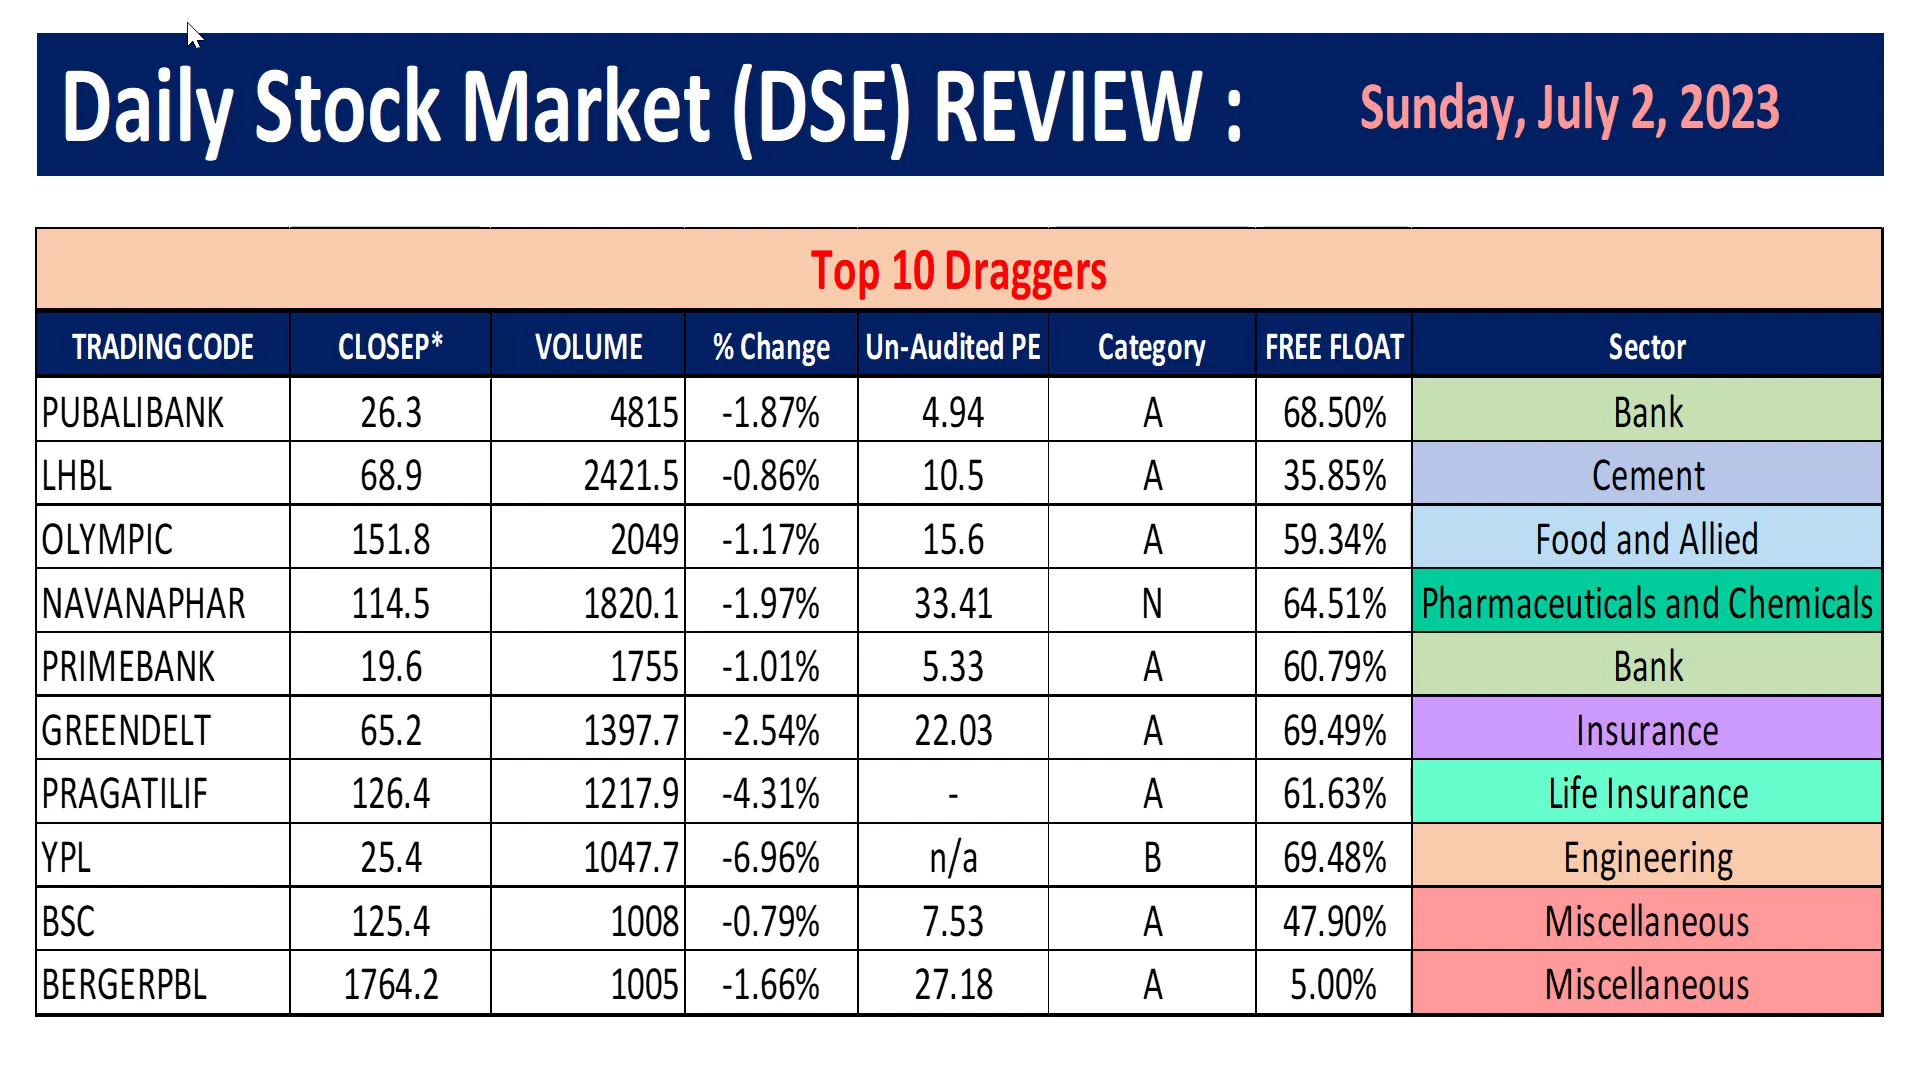 Daily Stock Market (DSE) REVIEW : Sunday, July 2, 2023
Top 10 Draggers
TRADING CODE CLOSEP* VOLUME % Change Un-Audited PE Category FREE FLOAT Sector
PUBALIBANK 26.3 4815 -1.87% 4.94 A 68.50% Bank
LHBL 68.9 2421.5 -0.86% 10.5 A 35.85% Cement
OLYMPIC 151.8 2049 -1.17% 15.6 A 59.34% Food and Allied
NAVANAPHAR 114.5 1820.1 -1.97% 33.41 N 64.51% Pharmaceuticals and Chemicals
PRIMEBANK 19.6 1755 -1.01% 5.33 A 60.79% Bank
GREENDELT 65.2 1397.7 -2.54% 22.03 A 69.49% Insurance
PRAGATILIF 126.4 1217.9 -4.31% - A 61.63% Life Insurance
YPL 25.4 1047.7 -6.96% n/a B 69.48% Engineering
BSC 125.4 1008 -0.79% 7.53 A 47.90% Miscellaneous
BERGERPBL 1764.2 1005 -1.66% 27.18 A 5.00% Miscellaneous